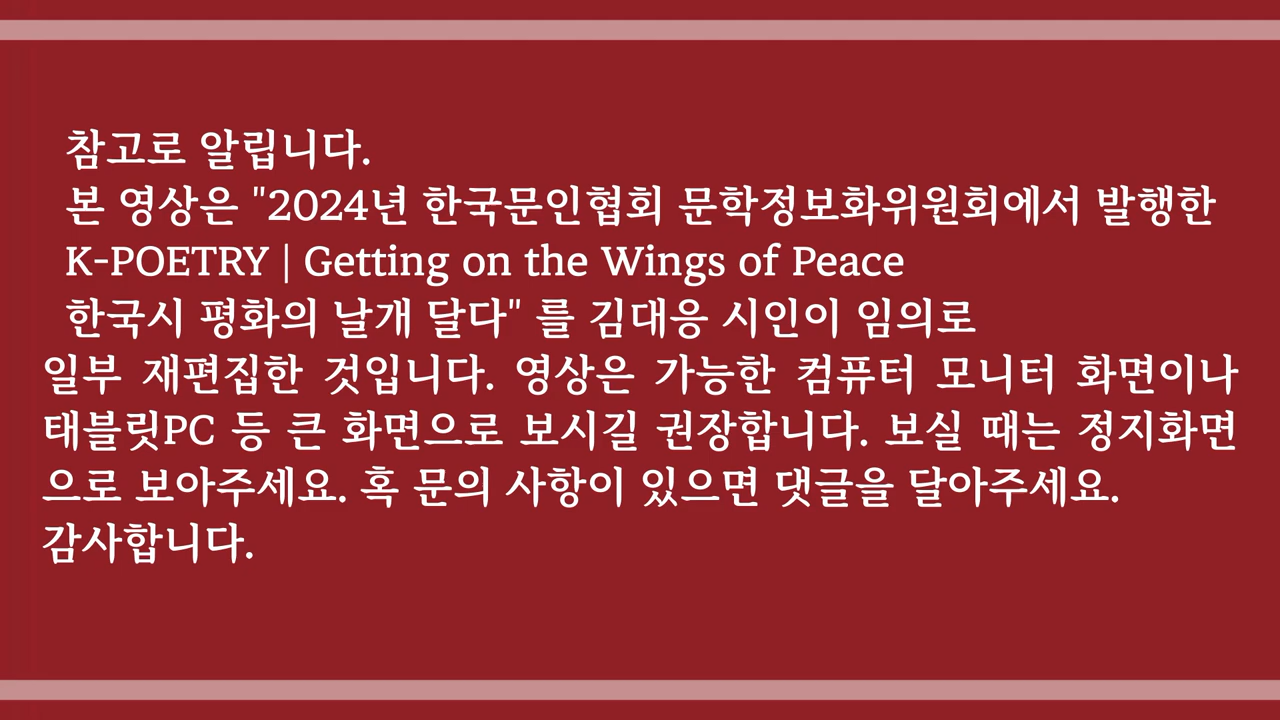 참고로 알립니다.
본 영상은 "2024년 한국문인협회 문학정보화위원회에서 발행한
K-POETRY | Getting on the Wings of Peace
한국시 평화의 날개 달다" 를 김대응 시인이 임의로
일부 재편집한 것입니다. 영상은 가능한 컴퓨터 모니터 화면이나
태블릿PC 등 큰 화면으로 보시길 권장합니다. 보실 때는 정지화면
으로 보아주세요. 혹 문의 사항이 있으면 댓글을 달아주세요.
감사합니다.